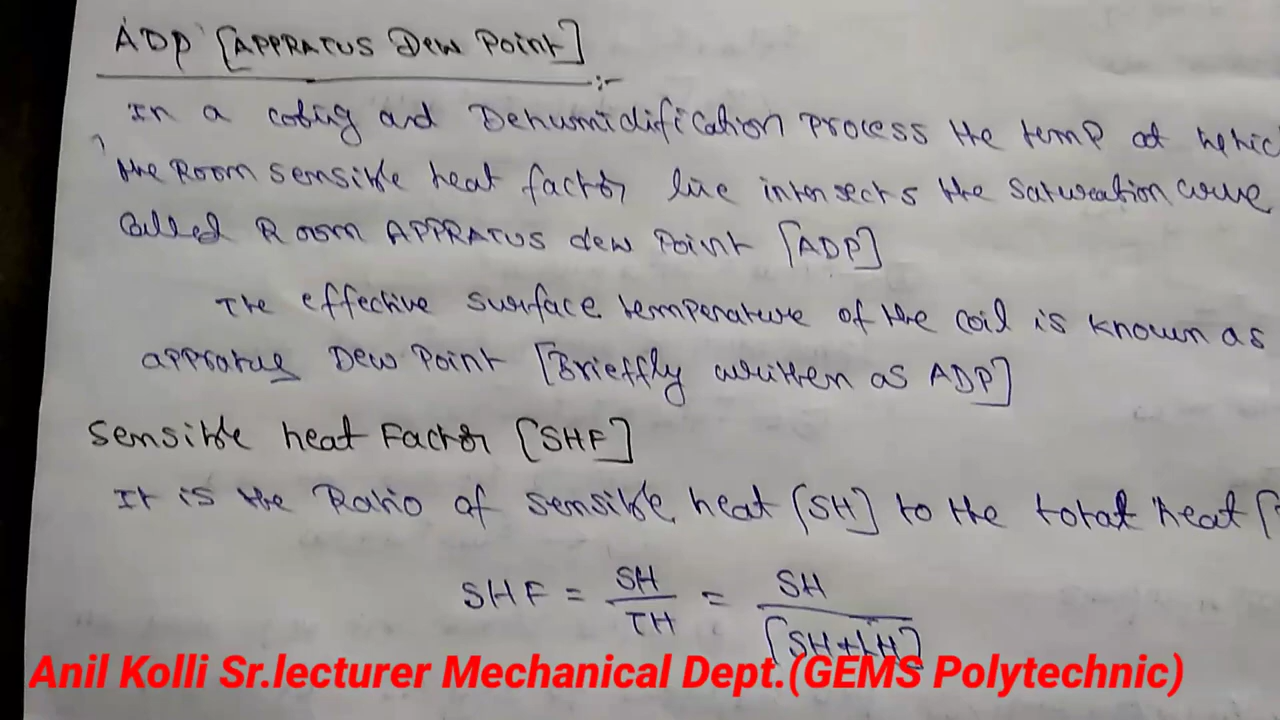 ADP [APPRATUS Dew Point] :-
In a cooling and Dehumidification process the temp at whic
the Room sensible heat factor line intersects the saturation curve
Called Room APPRATUS dew Point [ADP]
The effective surface temperature of the coil is known as
appratus Dew Point [Brieffly written as ADP]
Sensible heat Factor [SHF]
It is the Ratio of sensible heat [SH] to the total heat [
SHF = SH/TH = SH/[SH+LH]
Anil Kolli Sr.lecturer Mechanical Dept.(GEMS Polytechnic)